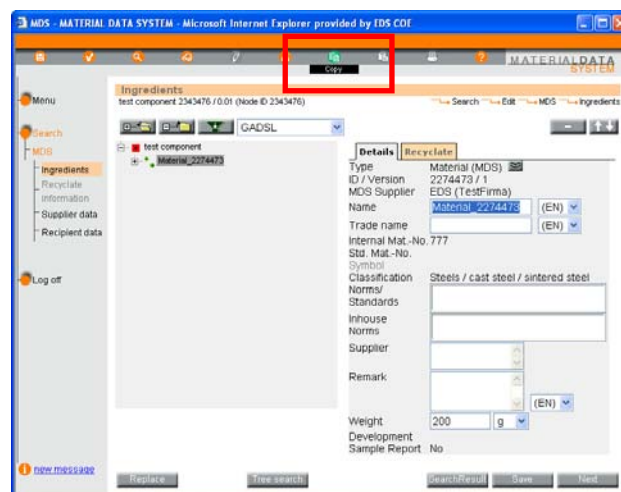 MDS - MATERIAL DATA SYSTEM - Microsoft Internet Explorer provided by EDS COE
Copy
MATERIALDATA
SYSTEM
Menu
Search
MDS
Ingredients
Recyclate
information
Supplier data
Recipient data
Log off
new message
Ingredients
test component 2343476 / 0.01 (Node ID 2343476)
Search Edit MDS Ingredients
GADSL
test component
Material_2274473
Details Recyclate
Type Material (MDS)
ID / Version 2274473 / 1
MDS Supplier EDS (TestFirma)
Name Material_2274473 (EN)
Trade name (EN)
Internal Mat.-No. 777
Std. Mat.-No.
Symbol
Classification Steels / cast steel / sintered steel
Norms/
Standards
Inhouse
Norms
Supplier
Remark
(EN)
Weight 200 g
Development
Sample Report No
Replace Tree search SearchResult Save Next